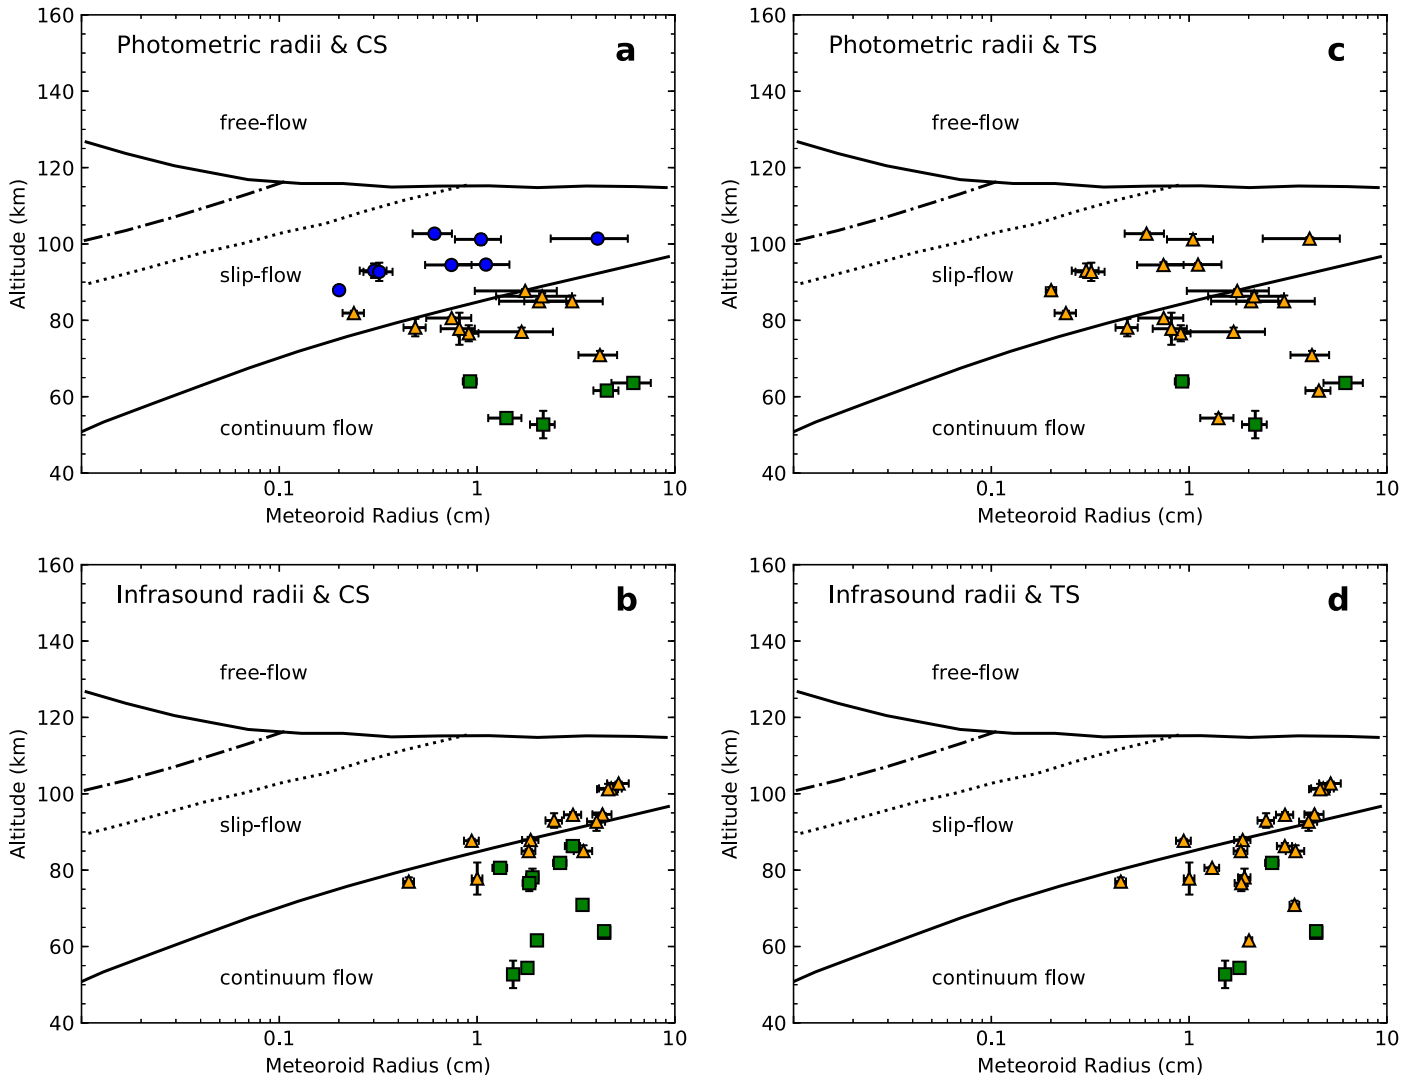 Photometric radii & CS
a
free-flow
slip-flow
continuum flow
160
140
120
100
80
60
40
0.1
1
10
Altitude (km)
Meteoroid Radius (cm)
Photometric radii & TS
c
free-flow
slip-flow
continuum flow
160
140
120
100
80
60
40
0.1
1
10
Altitude (km)
Meteoroid Radius (cm)
Infrasound radii & CS
b
free-flow
slip-flow
continuum flow
160
140
120
100
80
60
40
0.1
1
10
Altitude (km)
Meteoroid Radius (cm)
Infrasound radii & TS
d
free-flow
slip-flow
continuum flow
160
140
120
100
80
60
40
0.1
1
10
Altitude (km)
Meteoroid Radius (cm)